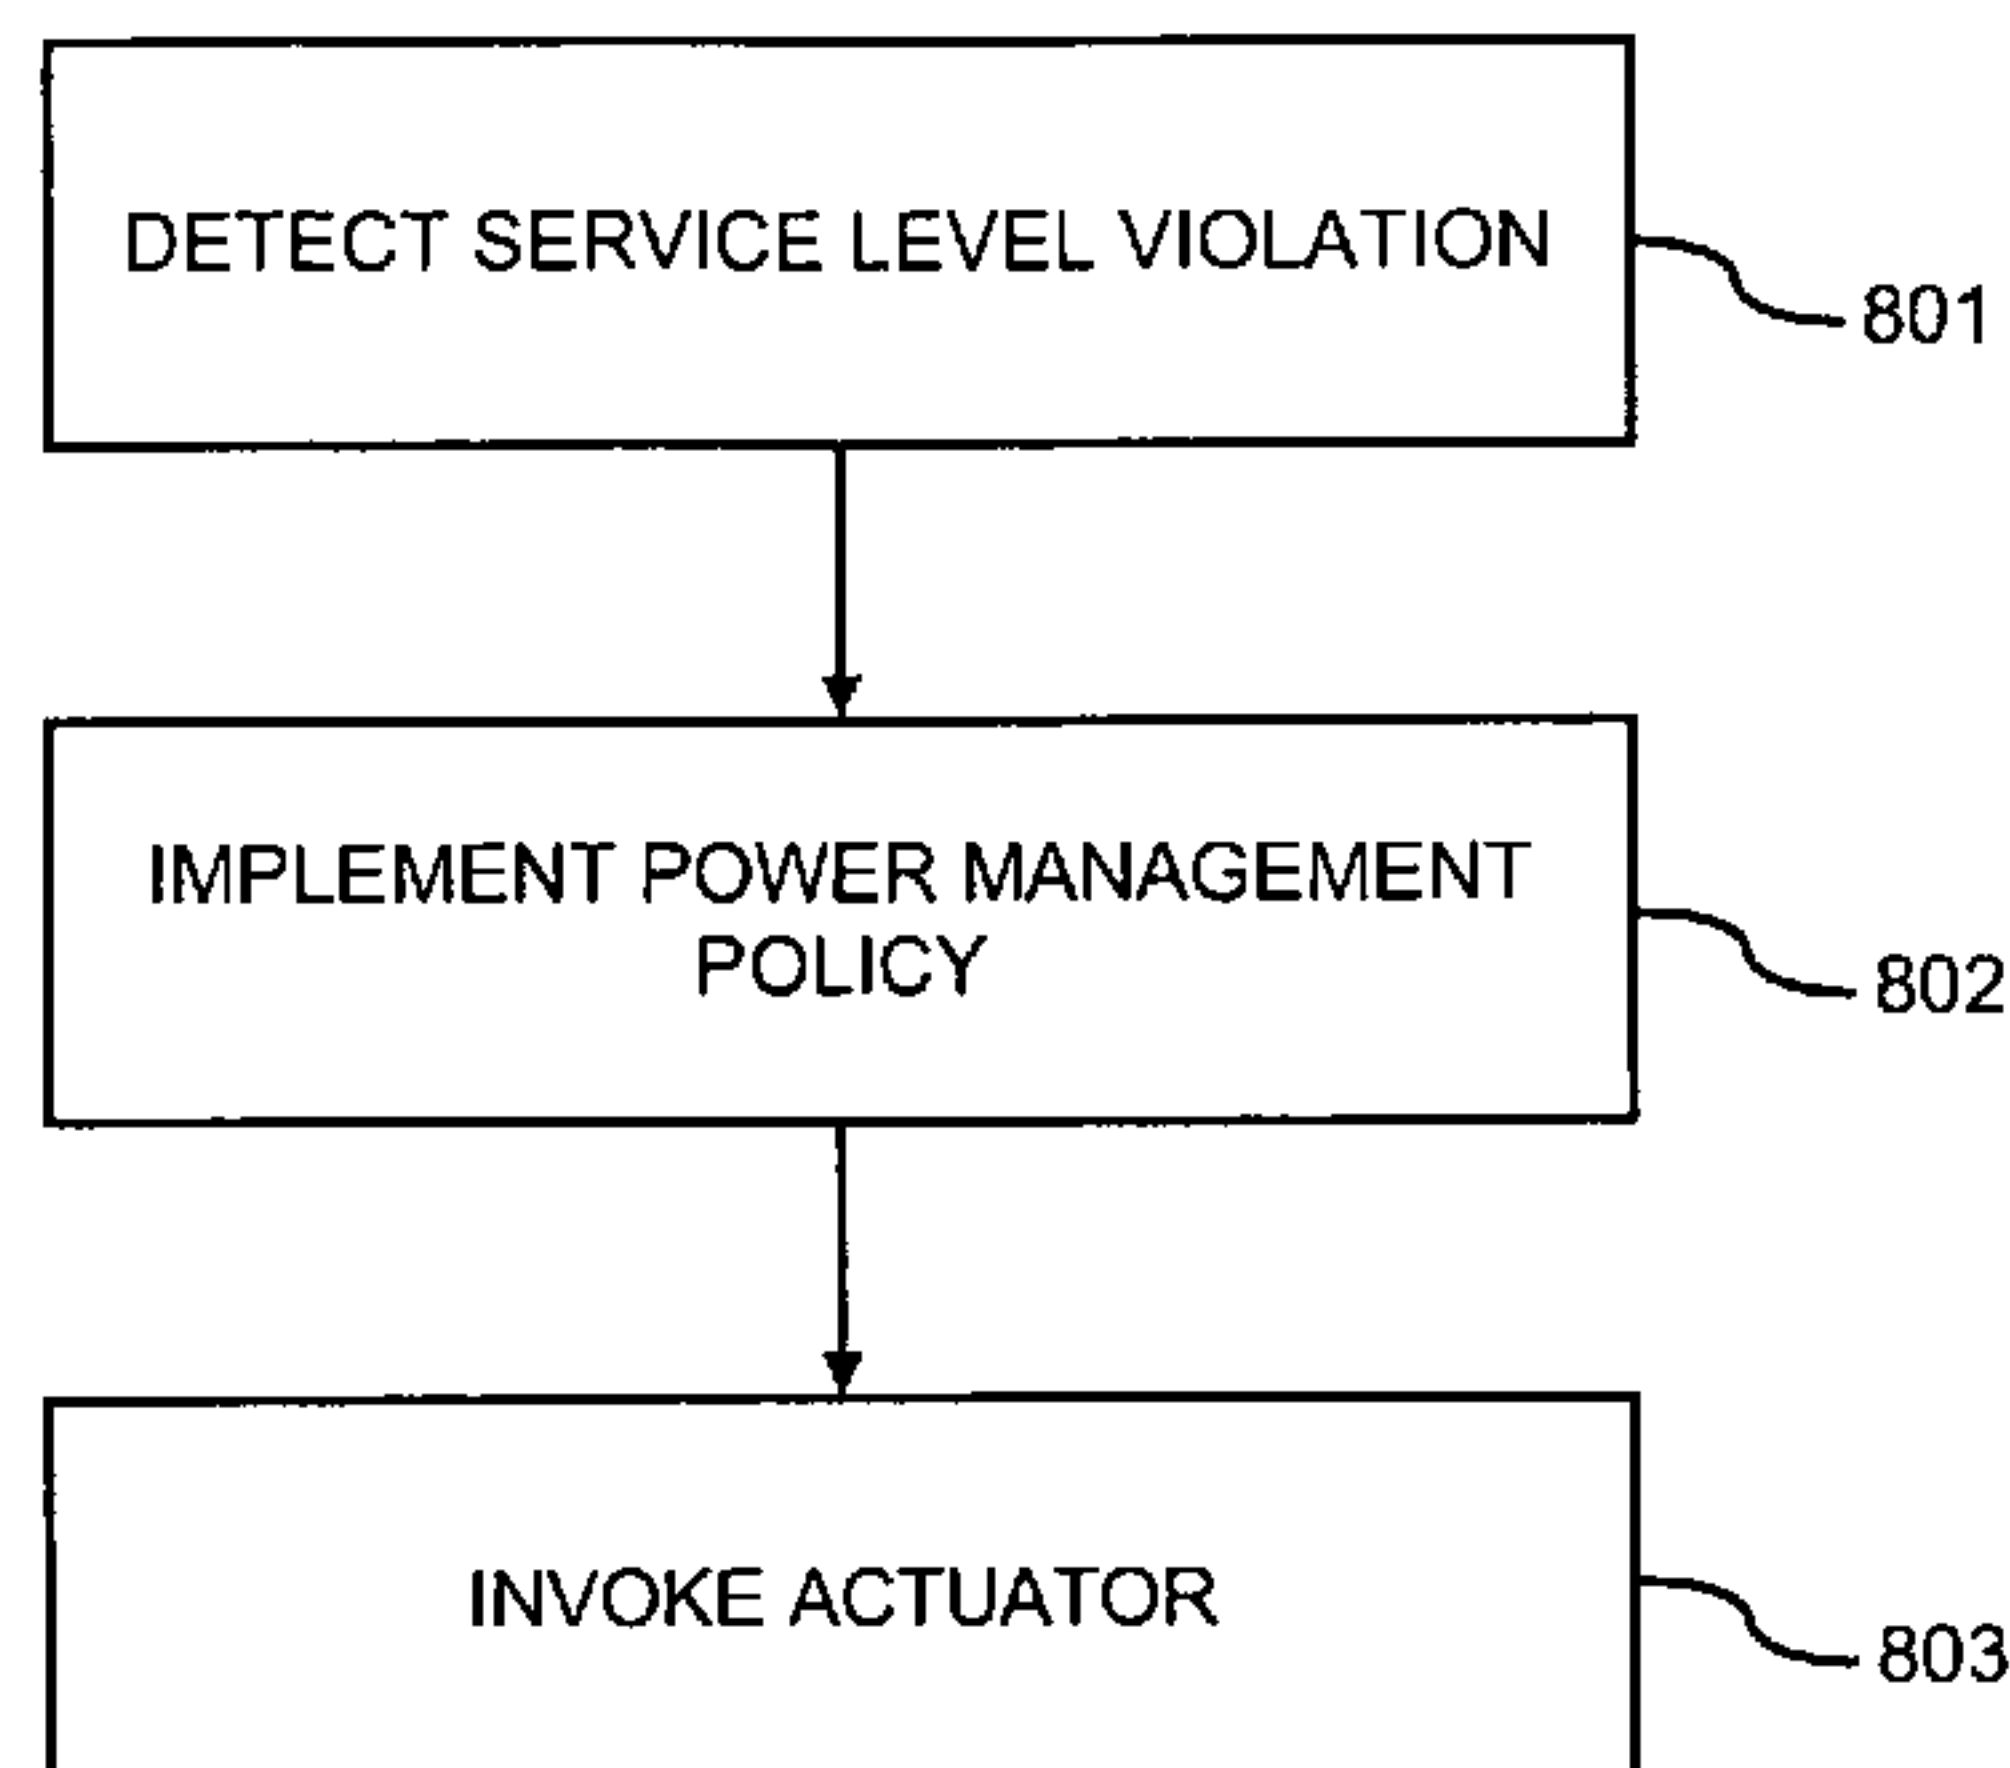 DETECT SERVICE LEVEL VIOLATION
801
IMPLEMENT POWER MANAGEMENT
POLICY
802
INVOKE ACTUATOR
803